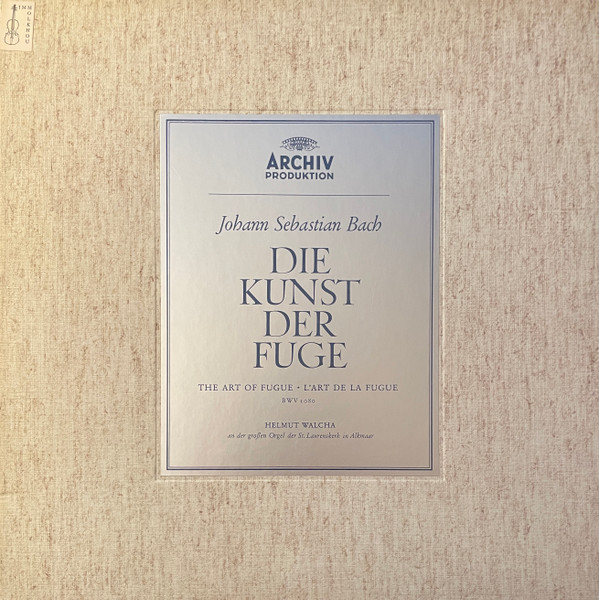 ARCHIV
PRODUKTION
Johann Sebastian Bach
DIE
KUNST
DER
FUGE
THE ART OF FUGUE • L'ART DE LA FUGUE
BWV 1080
HELMUT WALCHA
an der großen Orgel der St. Laurenskerk in Alkmaar